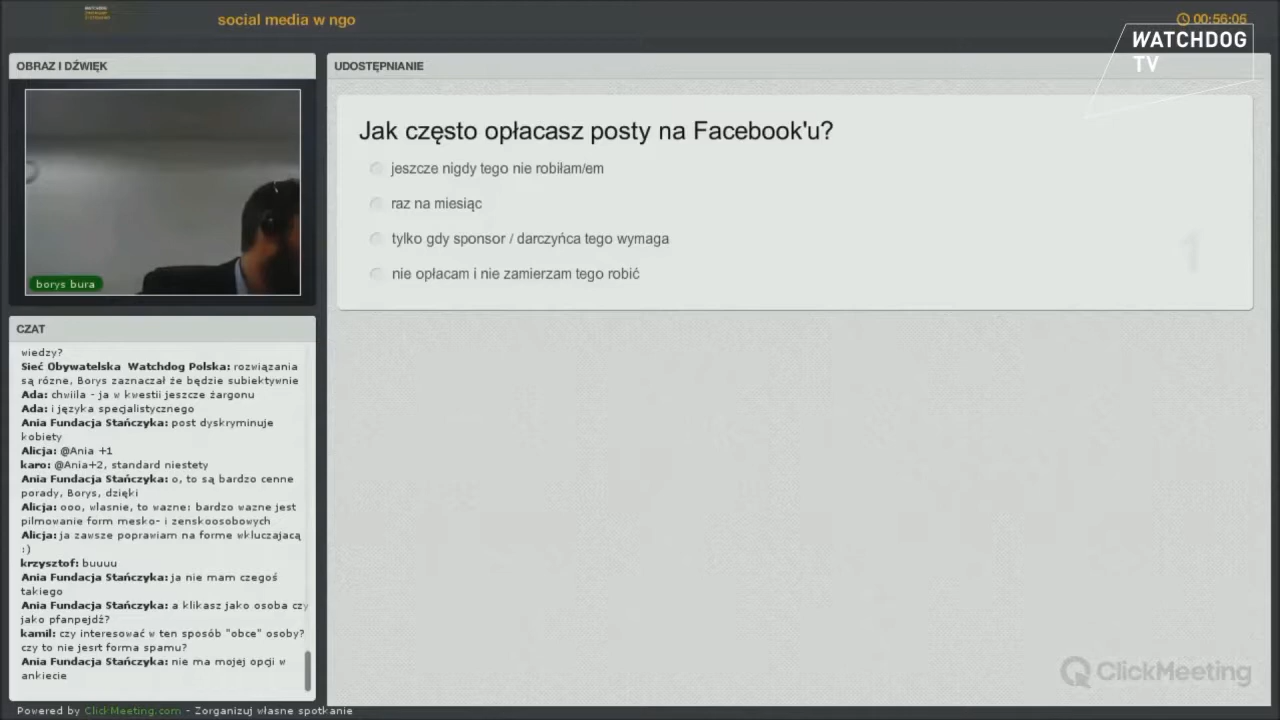 social media w ngo
00:56:06
WATCHDOG
TV
OBRAZ I DŹWIĘK
borys bura
UDOSTĘPNIANIE
Jak często opłacasz posty na Facebook'u?
jeszcze nigdy tego nie robiłam/em
raz na miesiąc
tylko gdy sponsor / darczyńca tego wymaga
nie opłacam i nie zamierzam tego robić
1
CZAT
wiedzy?
Sieć Obywatelska Watchdog Polska: rozwiązania
są rózne, Borys zaznaczał że będzie subiektywnie
Ada: chwiila - ja w kwestii jeszcze żargonu
Ada: i języka specjalistycznego
Ania Fundacja Stańczyka: post dyskryminuje
kobiety
Alicja: @Ania +1
karo: @Ania+2, standard niestety
Ania Fundacja Stańczyka: o, to są bardzo cenne
porady, Borys, dzięki
Alicja: ooo, wlasnie, to wazne: bardzo wazne jest
pilmowanie form mesko- i zenskoosobowych
Alicja: ja zawsze poprawiam na forme wkluczajacą
:)
krzysztof: buuuu
Ania Fundacja Stańczyka: ja nie mam czegoś
takiego
Ania Fundacja Stańczyka: a klikasz jako osoba czy
jako pfanpejdż?
kamil: czy interesować w ten sposób "obce" osoby?
czy to nie jesrt forma spamu?
Ania Fundacja Stańczyka: nie ma mojej opcji w
ankiecie
ClickMeeting
Powered by ClickMeeting.com - Zorganizuj własne spotkanie